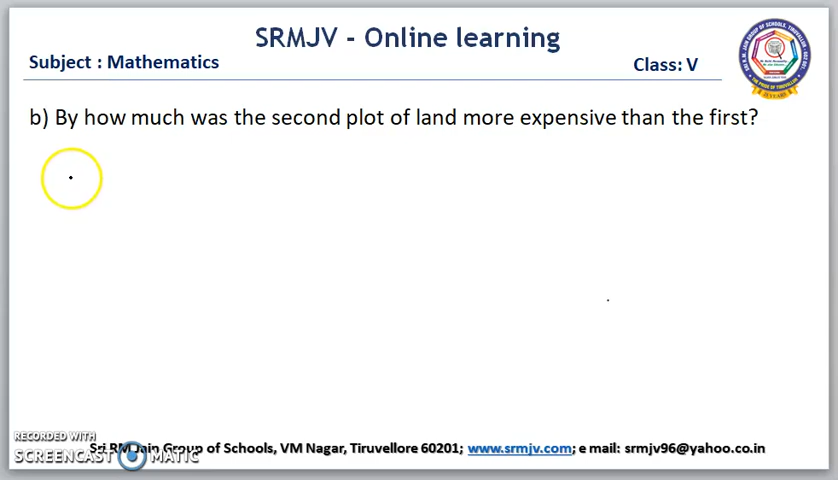 SRMJV - Online learning
Subject : Mathematics
Class: V
b) By how much was the second plot of land more expensive than the first?
RECORDED WITH
SCREENCAST MATIC
Sri RM Jain Group of Schools, VM Nagar, Tiruvellore 60201; www.srmjv.com; e mail: srmjv96@yahoo.co.in